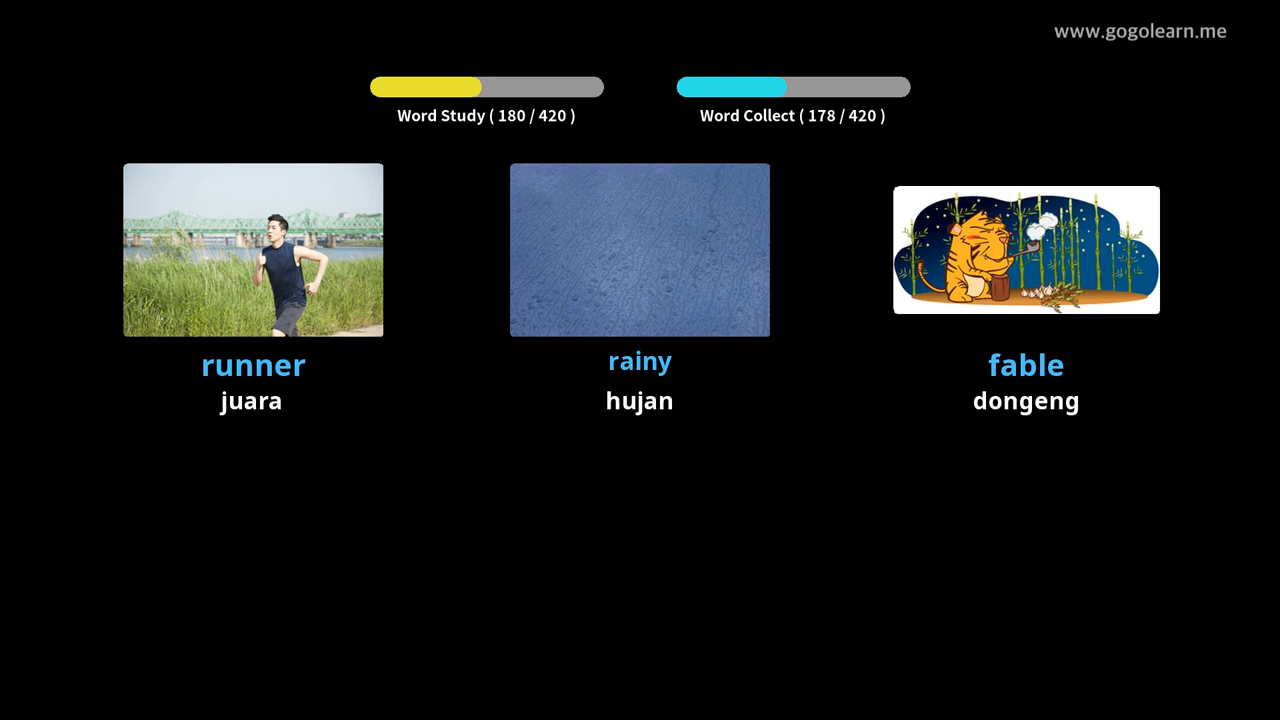 www.gogolearn.me
Word Study ( 180 / 420 )
Word Collect ( 178 / 420 )
runner
juara
rainy
hujan
fable
dongeng